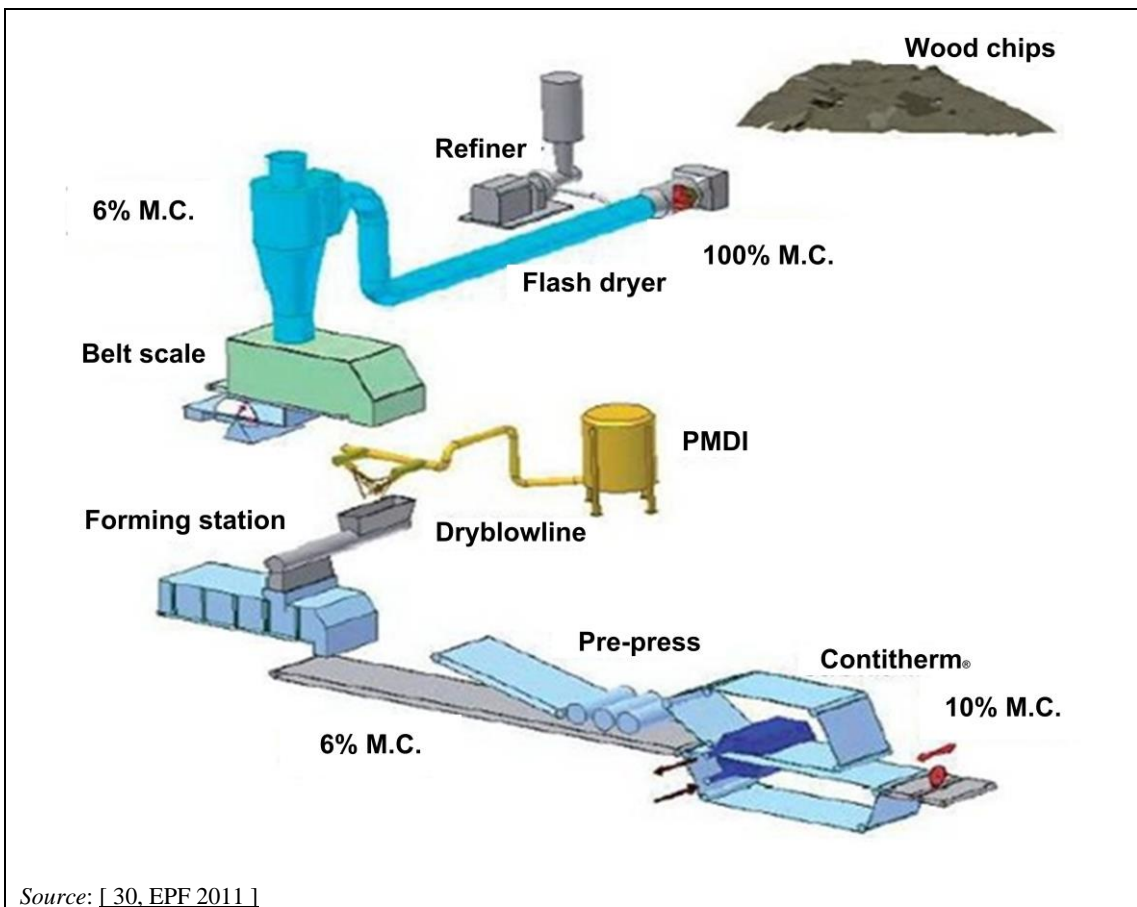 Wood chips
Refiner
6% M.C.
100% M.C.
Flash dryer
Belt scale
PMDI
Forming station
Dryblowline
Pre-press
Contitherm®
10% M.C.
6% M.C.
Source: [ 30, EPF 2011 ]